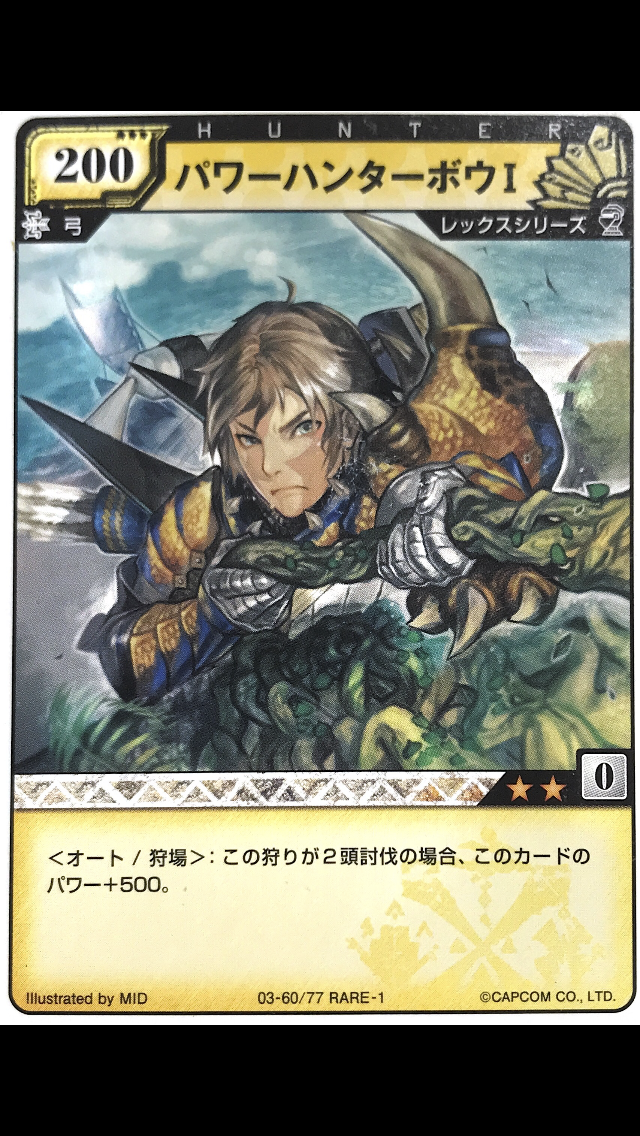 HUNTER
200
パワーハンターボウI
弓
レックスシリーズ
0
<オート / 狩場>：この狩りが２頭討伐の場合、このカードの
パワー＋500。
Illustrated by MID
03-60/77 RARE-1
©CAPCOM CO., LTD.